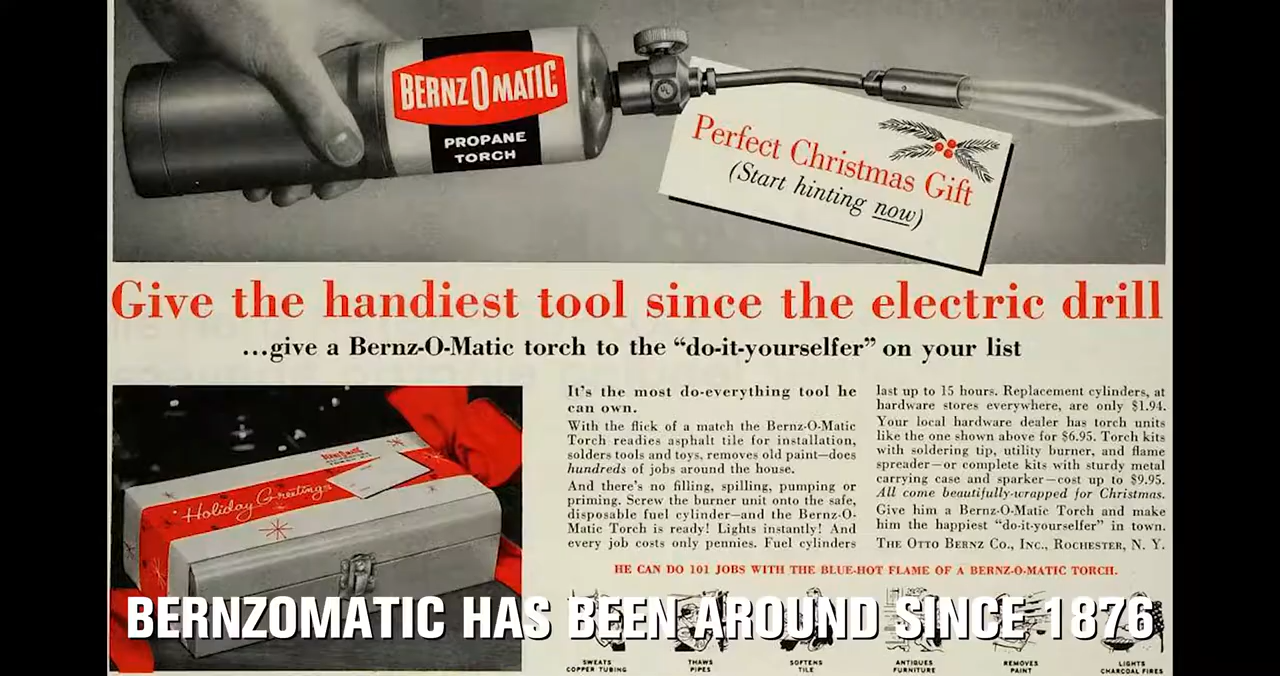 BERNZOMATIC
PROPANE
TORCH
UL
Perfect Christmas Gift
(Start hinting now)
Give the handiest tool since the electric drill
...give a Bernz-O-Matic torch to the “do-it-yourselfer” on your list
Holiday Greetings
It's the most do-everything tool he
can own.
With the flick of a match the Bernz-O-Matic
Torch readies asphalt tile for installation,
solders tools and toys, removes old paint—does
hundreds of jobs around the house.
And there's no filling, spilling, pumping or
priming. Screw the burner unit onto the safe,
disposable fuel cylinder—and the Bernz-O-
Matic Torch is ready! Lights instantly! And
every job costs only pennies. Fuel cylinders
last up to 15 hours. Replacement cylinders, at
hardware stores everywhere, are only $1.94.
Your local hardware dealer has torch units
like the one shown above for $6.95. Torch kits
with soldering tip, utility burner, and flame
spreader—or complete kits with sturdy metal
carrying case and sparker—cost up to $9.95.
All come beautifully-wrapped for Christmas.
Give him a Bernz-O-Matic Torch and make
him the happiest “do-it-yourselfer” in town.
THE OTTO BERNZ CO., INC., ROCHESTER, N. Y.
HE CAN DO 101 JOBS WITH THE BLUE-HOT FLAME OF A BERNZ-O-MATIC TORCH.
BERNZOMATIC HAS BEEN AROUND SINCE 1876
SWEATS
COPPER TUBING
THAWS
PIPES
SOFTENS
TILE
ANTIQUES
FURNITURE
REMOVES
PAINT
LIGHTS
CHARCOAL FIRES